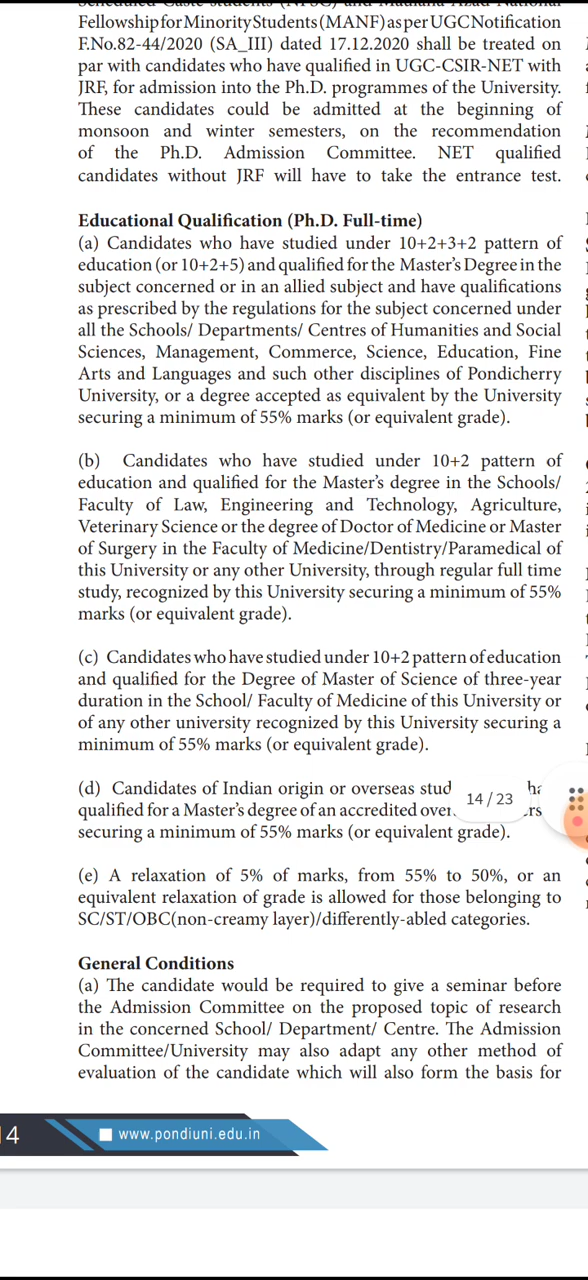 Fellowship for Minority Students (MANF) as per UGC Notification
F.No.82-44/2020 (SA_III) dated 17.12.2020 shall be treated on
par with candidates who have qualified in UGC-CSIR-NET with
JRF, for admission into the Ph.D. programmes of the University.
These candidates could be admitted at the beginning of
monsoon and winter semesters, on the recommendation
of the Ph.D. Admission Committee. NET qualified
candidates without JRF will have to take the entrance test.
Educational Qualification (Ph.D. Full-time)
(a) Candidates who have studied under 10+2+3+2 pattern of
education (or 10+2+5) and qualified for the Master's Degree in the
subject concerned or in an allied subject and have qualifications
as prescribed by the regulations for the subject concerned under
all the Schools/ Departments/ Centres of Humanities and Social
Sciences, Management, Commerce, Science, Education, Fine
Arts and Languages and such other disciplines of Pondicherry
University, or a degree accepted as equivalent by the University
securing a minimum of 55% marks (or equivalent grade).
(b) Candidates who have studied under 10+2 pattern of
education and qualified for the Master's degree in the Schools/
Faculty of Law, Engineering and Technology, Agriculture,
Veterinary Science or the degree of Doctor of Medicine or Master
of Surgery in the Faculty of Medicine/Dentistry/Paramedical of
this University or any other University, through regular full time
study, recognized by this University securing a minimum of 55%
marks (or equivalent grade).
(c) Candidates who have studied under 10+2 pattern of education
and qualified for the Degree of Master of Science of three-year
duration in the School/ Faculty of Medicine of this University or
of any other university recognized by this University securing a
minimum of 55% marks (or equivalent grade).
(d) Candidates of Indian origin or overseas
14 / 23
qualified for a Master's degree of an accredited
securing a minimum of 55% marks (or equivalent grade).
(e) A relaxation of 5% of marks, from 55% to 50%, or an
equivalent relaxation of grade is allowed for those belonging to
SC/ST/OBC(non-creamy layer)/differently-abled categories.
General Conditions
(a) The candidate would be required to give a seminar before
the Admission Committee on the proposed topic of research
in the concerned School/ Department/ Centre. The Admission
Committee/University may also adapt any other method of
evaluation of the candidate which will also form the basis for
14
www.pondiuni.edu.in